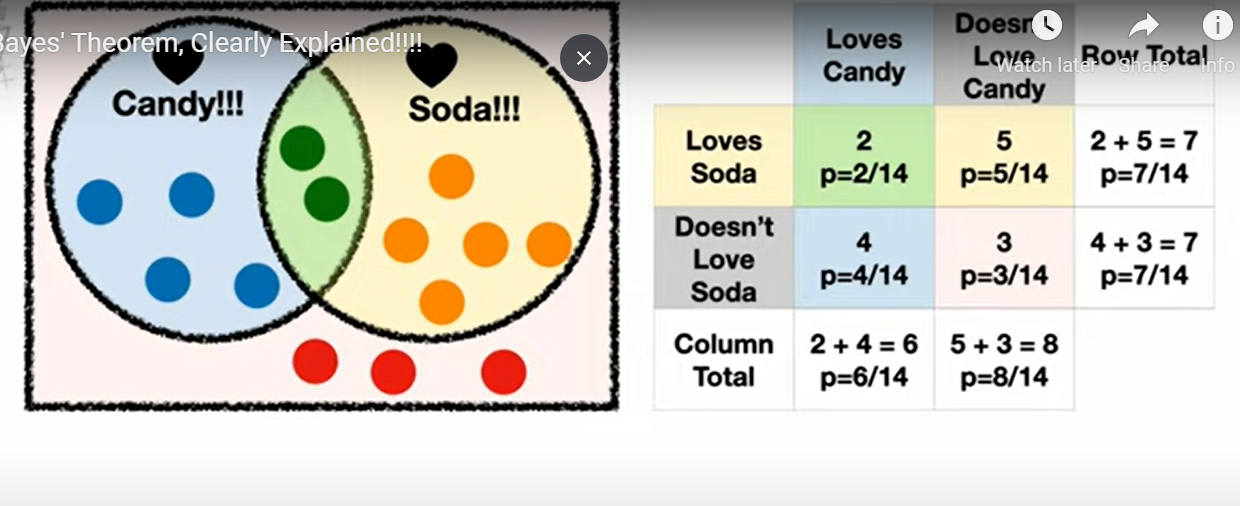 Bayes' Theorem, Clearly Explained!!!!
Watch later
Share
Info
Candy!!!
Soda!!!
Loves
Candy
Doesn't
Love
Candy
Row Total
Loves
Soda
2
p=2/14
5
p=5/14
2 + 5 = 7
p=7/14
Doesn't
Love
Soda
4
p=4/14
3
p=3/14
4 + 3 = 7
p=7/14
Column
Total
2 + 4 = 6
p=6/14
5 + 3 = 8
p=8/14